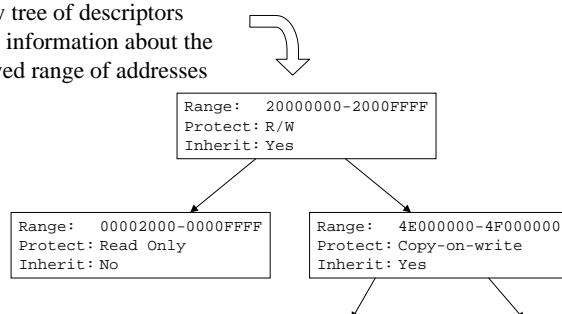 y tree of descriptors
information about the
ved range of addresses
Range: 20000000-2000FFFF
Protect: R/W
Inherit: Yes
Range: 00002000-0000FFFF
Protect: Read Only
Inherit: No
Range: 4E000000-4F000000
Protect: Copy-on-write
Inherit: Yes